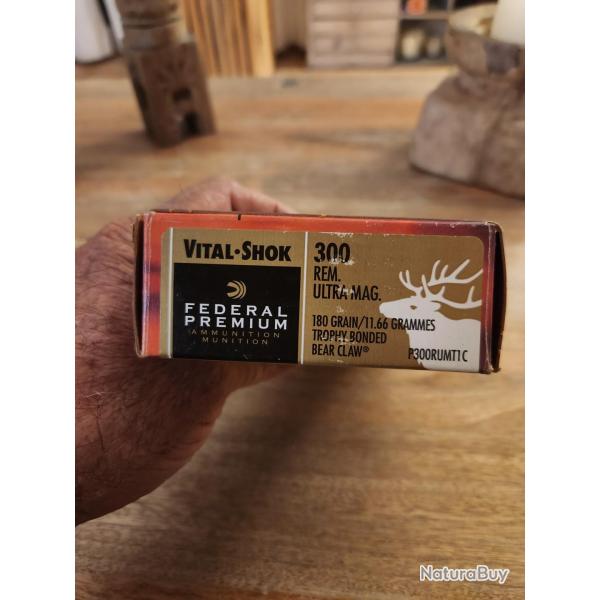 VITAL•SHOK
FEDERAL
PREMIUM
AMMUNITION
MUNITION
300
REM.
ULTRA MAG.
180 GRAIN/11.66 GRAMMES
TROPHY BONDED
BEAR CLAW®
P300RUMT1C
NaturaBuy